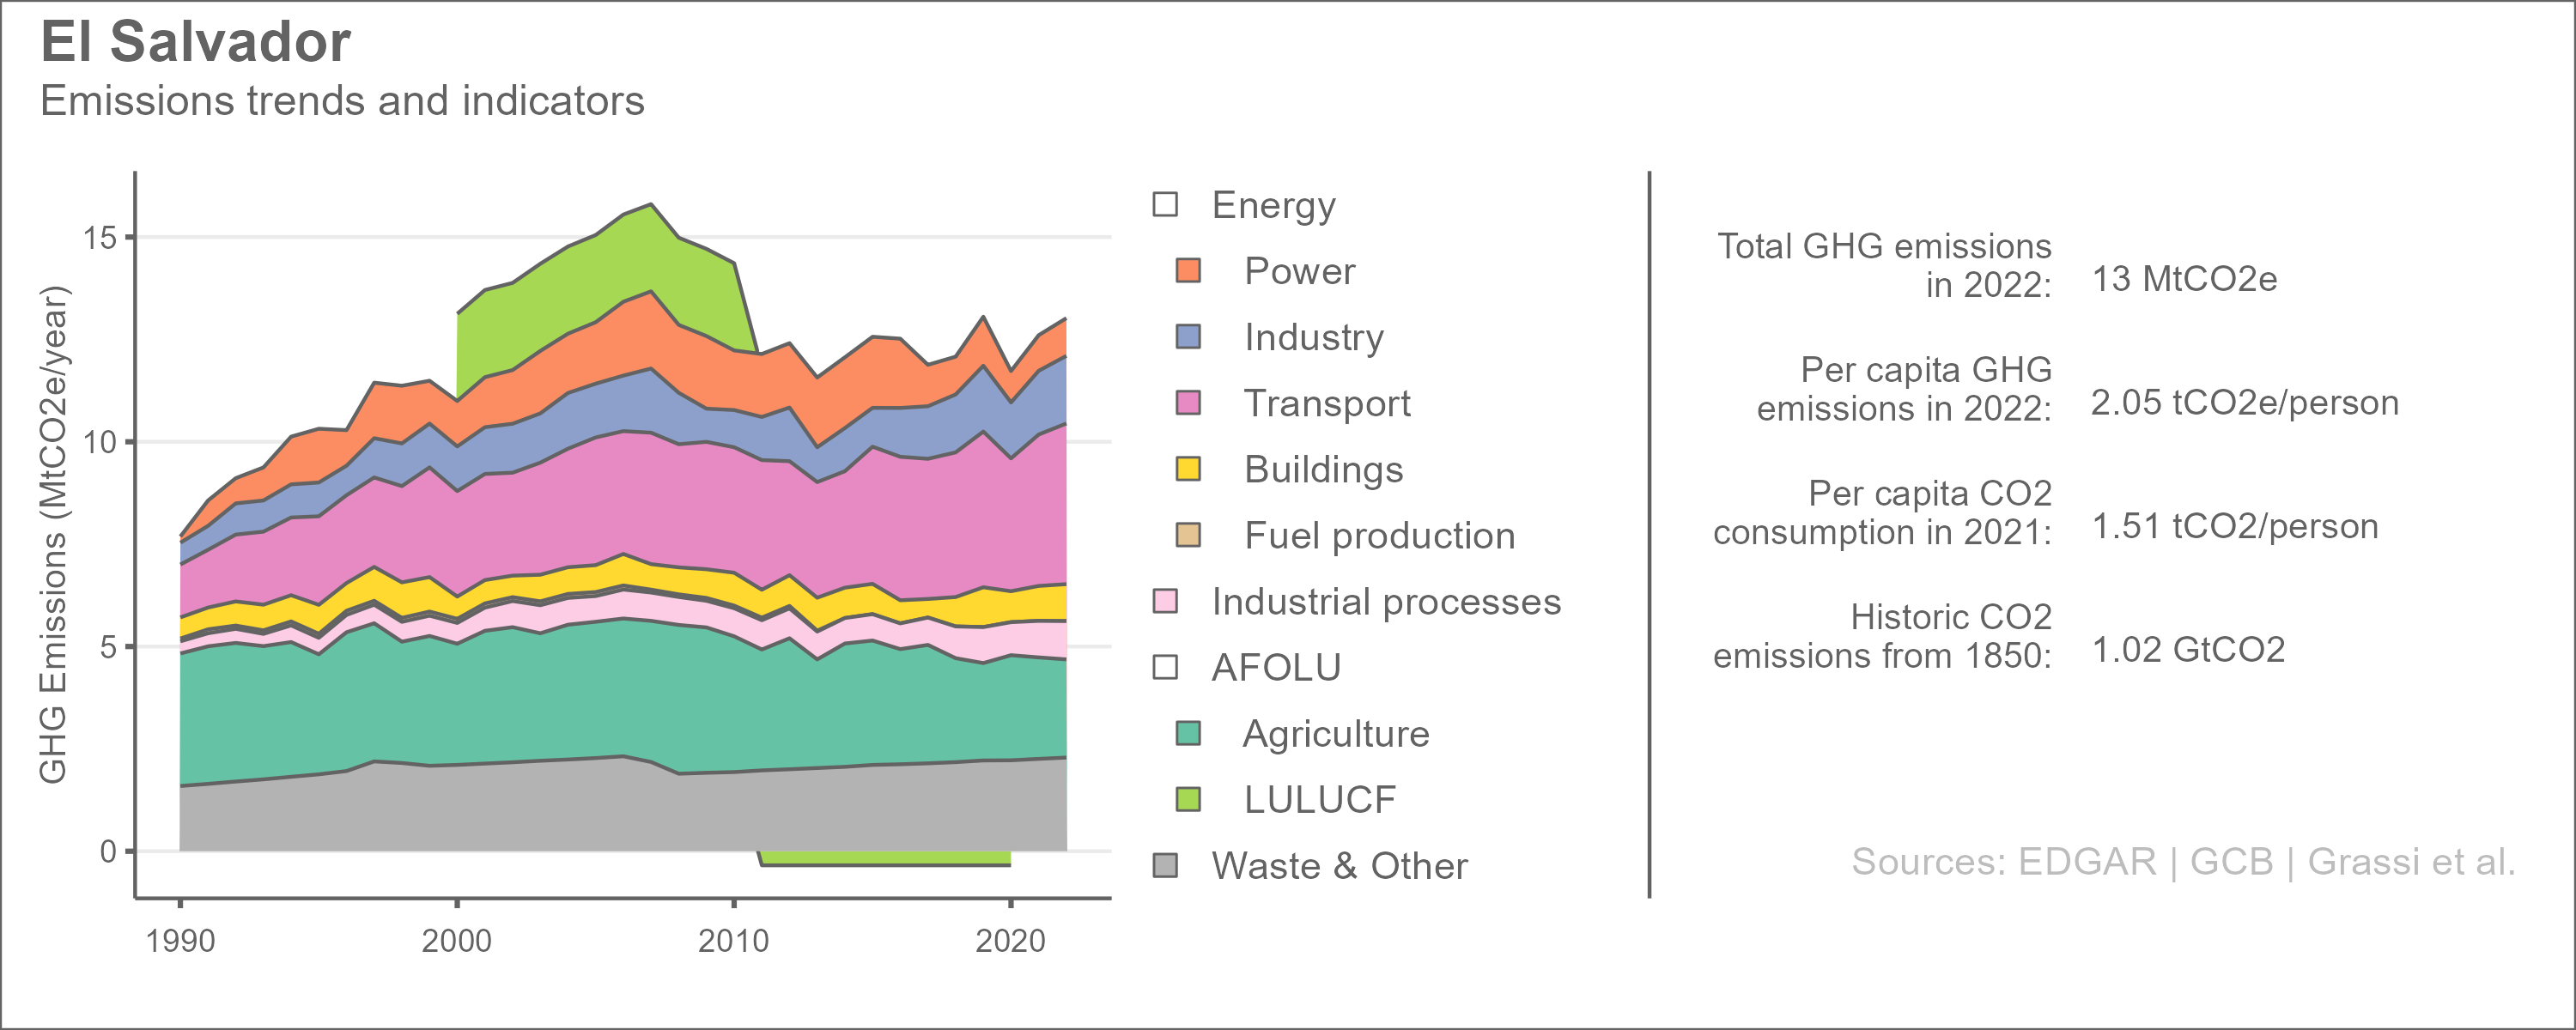 El Salvador
Emissions trends and indicators
GHG Emissions (MtCO2e/year)
15
10
5
0
1990
2000
2010
2020
Energy
Power
Industry
Transport
Buildings
Fuel production
Industrial processes
AFOLU
Agriculture
LULUCF
Waste & Other
Total GHG emissions
in 2022:
13 MtCO2e
Per capita GHG
emissions in 2022:
2.05 tCO2e/person
Per capita CO2
consumption in 2021:
1.51 tCO2/person
Historic CO2
emissions from 1850:
1.02 GtCO2
Sources: EDGAR | GCB | Grassi et al.